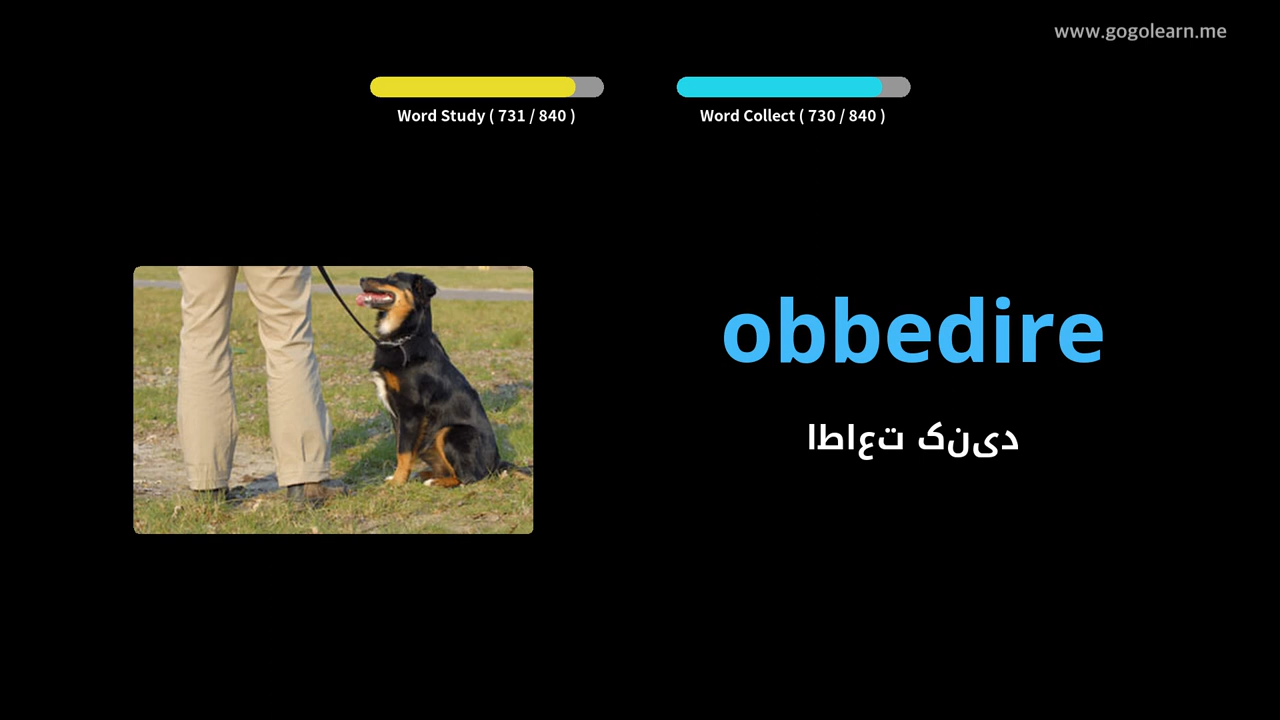 www.gogolearn.me
Word Study ( 731 / 840 )
Word Collect ( 730 / 840 )
obbedire
اطاعت کنید